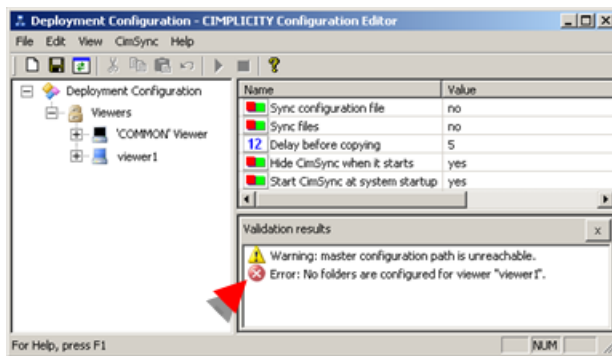 Deployment Configuration - CIMPLICITY Configuration Editor
File Edit View CimSync Help
Deployment Configuration
Viewers
'COMMON' Viewer
viewer1
Name Value
Sync configuration file no
Sync files no
12 Delay before copying 5
Hide CimSync when it starts yes
Start CimSync at system startup yes
Validation results x
Warning: master configuration path is unreachable.
Error: No folders are configured for viewer "viewer1".
For Help, press F1 NUM